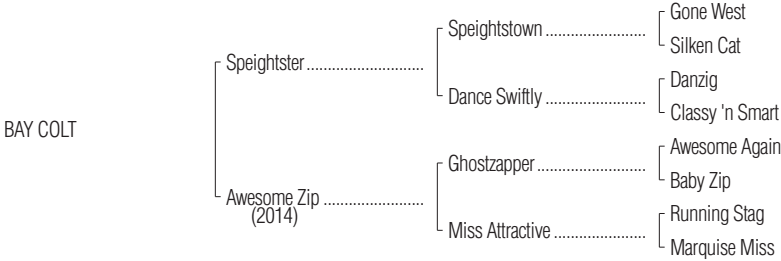 Gone West
Speightstown ........................
Silken Cat
Speightster ............................
Danzig
Dance Swiftly ........................
Classy 'n Smart
BAY COLT
Awesome Again
Ghostzapper ..........................
Baby Zip
Awesome Zip ........................
(2014)
Running Stag
Miss Attractive ......................
Marquise Miss